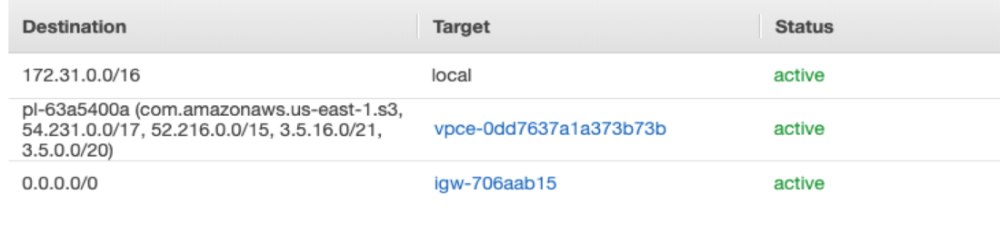 Destination Target Status
172.31.0.0/16 local active
pl-63a5400a (com.amazonaws.us-east-1.s3,
54.231.0.0/17, 52.216.0.0/15, 3.5.16.0/21, vpce-0dd7637a1a373b73b active
3.5.0.0/20)
0.0.0.0/0 igw-706aab15 active